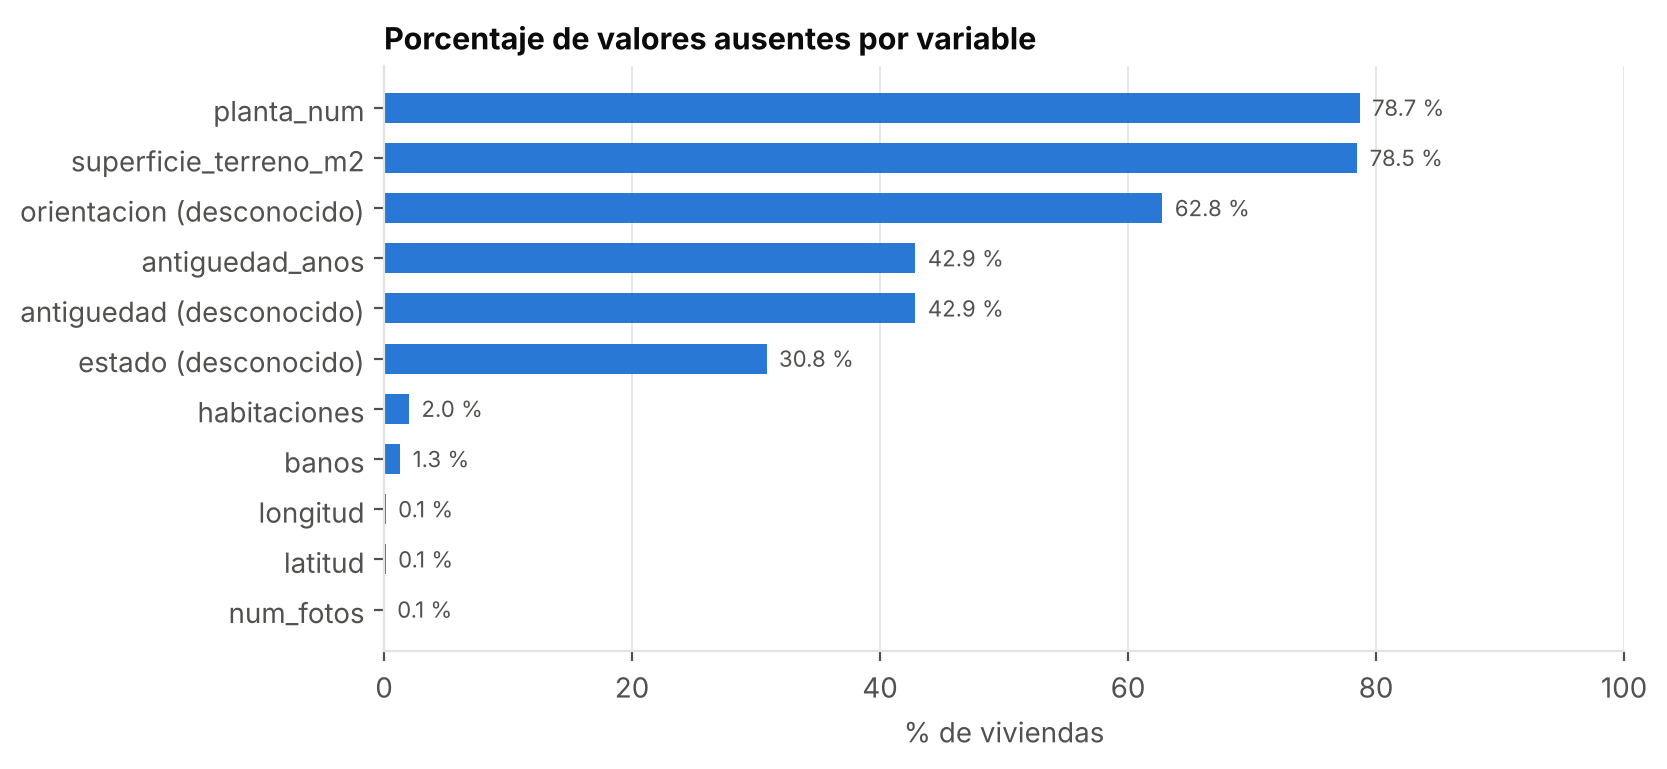 Porcentaje de valores ausentes por variable
planta_num 78.7 %
superficie_terreno_m2 78.5 %
orientacion (desconocido) 62.8 %
antiguedad_anos 42.9 %
antiguedad (desconocido) 42.9 %
estado (desconocido) 30.8 %
habitaciones 2.0 %
banos 1.3 %
longitud 0.1 %
latitud 0.1 %
num_fotos 0.1 %
0 20 40 60 80 100
% de viviendas